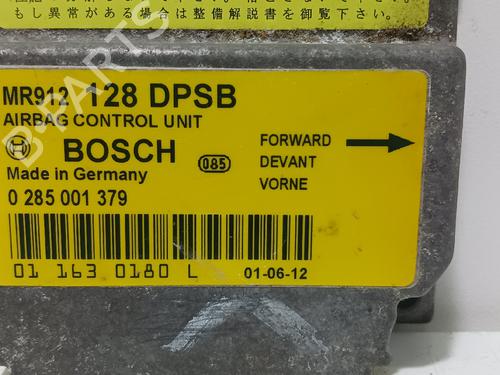 もし異常が有る場合は整備解説書を御覧下さい。
MR912 128 DPSB
AIRBAG CONTROL UNIT
BOSCH
085
Made in Germany
0 285 001 379
FORWARD
DEVANT
VORNE
01 163 0180 L
01-06-12
B-PARTS